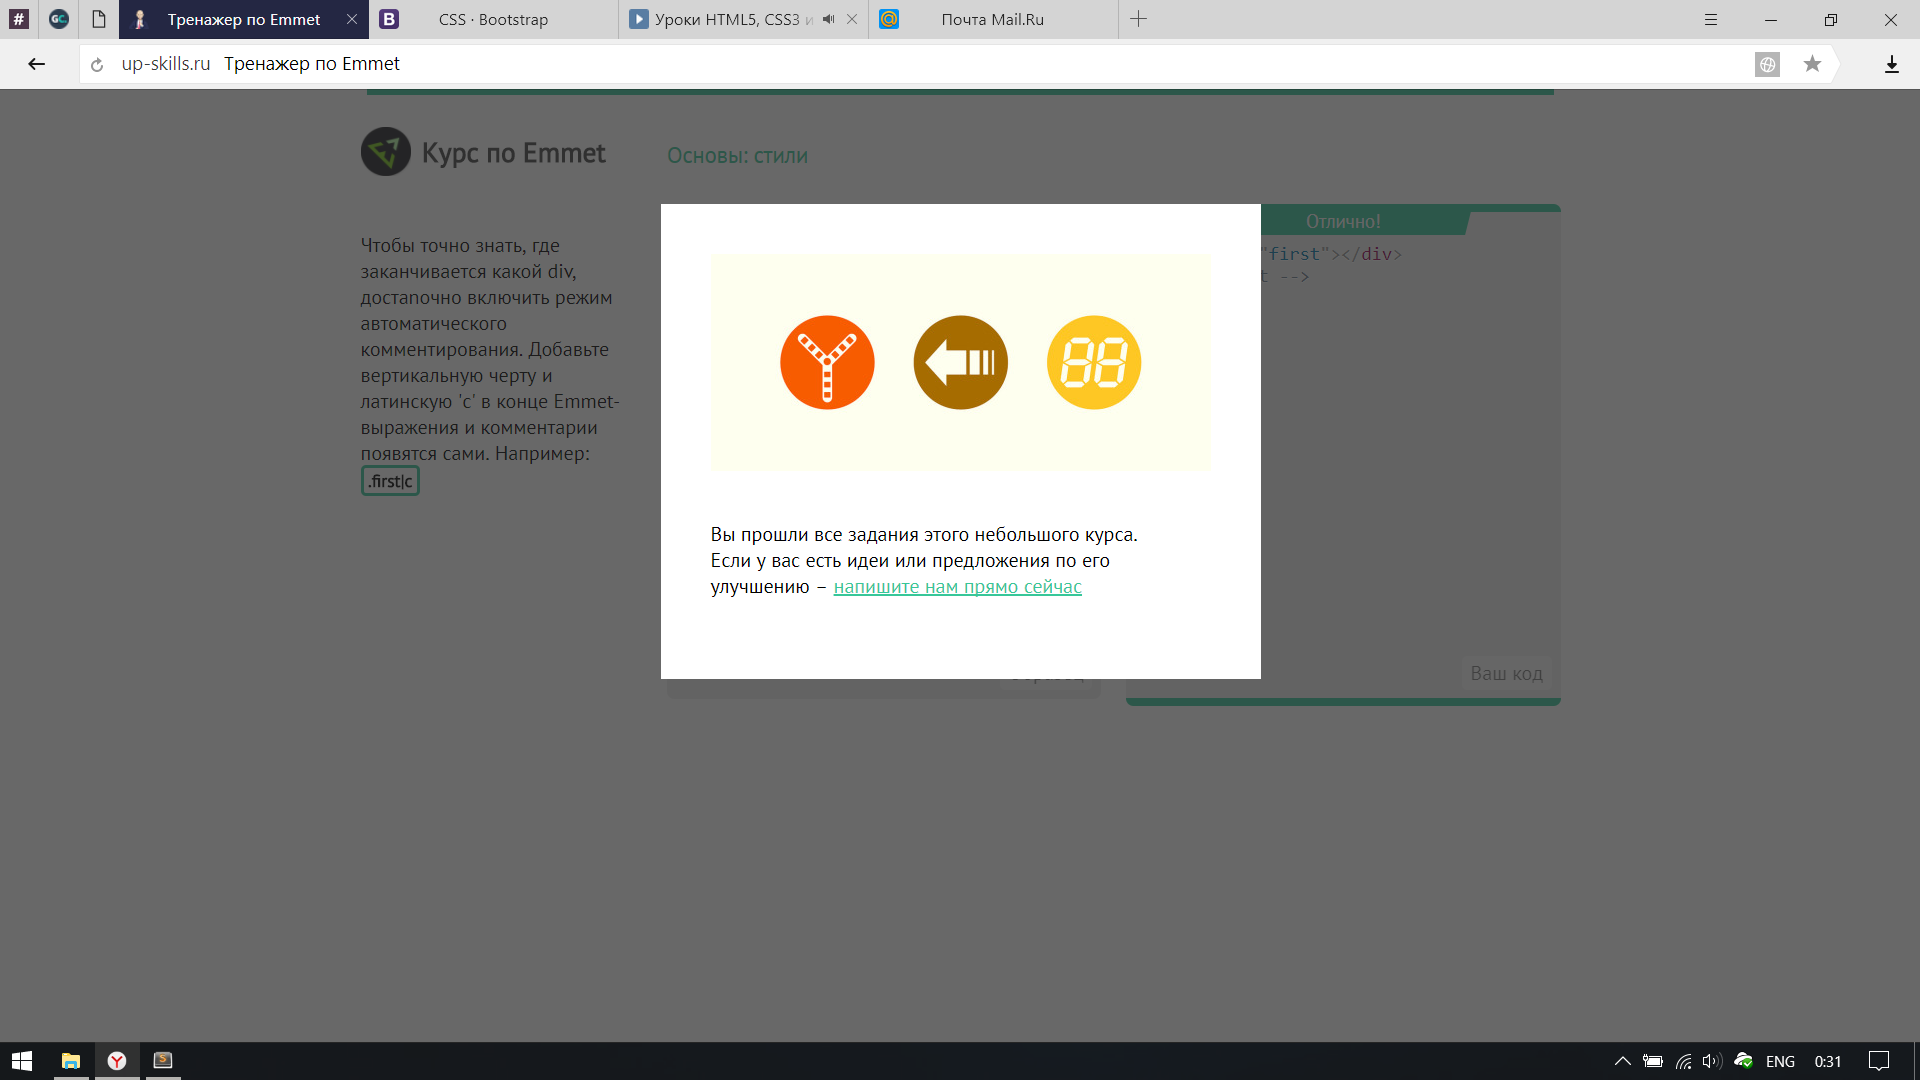 Тренажер по Emmet
CSS · Bootstrap
Уроки HTML5, CSS3 и
Почта Mail.Ru
up-skills.ru Тренажер по Emmet
Курс по Emmet
Основы: стили
Чтобы точно знать, где
заканчивается какой div,
достапочно включить режим
автоматического
комментирования. Добавьте
вертикальную черту и
латинскую 'c' в конце Emmet-
выражения и комментарии
появятся сами. Например:
.first|c
Отлично!
"first"></div>
t -->
88
Вы прошли все задания этого небольшого курса.
Если у вас есть идеи или предложения по его
улучшению – напишите нам прямо сейчас
Ваш код
ENG
0:31